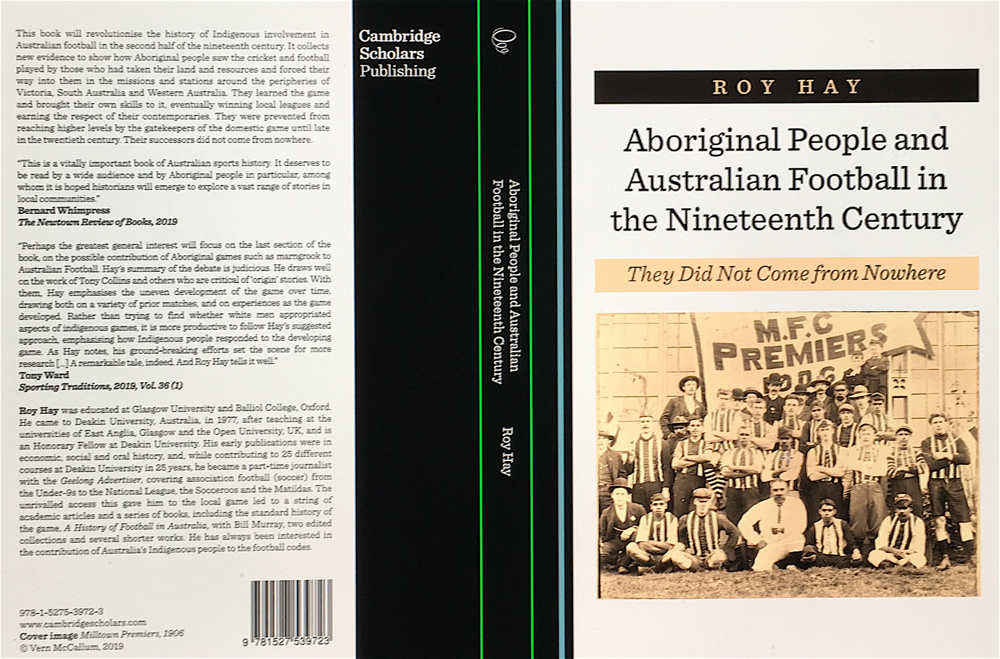 This book will revolutionise the history of Indigenous involvement in
Australian football in the second half of the nineteenth century. It collects
new evidence to show how Aboriginal people saw the cricket and football
played by those who had taken their land and resources and forced their
way into them in the missions and stations around the peripheries of
Victoria, South Australia and Western Australia. They learned the game
and brought their own skills to it, eventually winning local leagues and
earning the respect of their contemporaries. They were prevented from
reaching higher levels by the gatekeepers of the domestic game until late
in the twentieth century. Their successors did not come from nowhere.
"This is a vitally important book of Australian sports history. It deserves to
be read by a wide audience and by Aboriginal people in particular, among
whom it is hoped historians will emerge to explore a vast range of stories in
local communities."
Bernard Whimpress
The Newtown Review of Books, 2019
"Perhaps the greatest general interest will focus on the last section of the
book, on the possible contribution of Aboriginal games such as marngrook to
Australian Football. Hay's summary of the debate is judicious. He draws well
on the work of Tony Collins and others who are critical of 'origin' stories. With
them, Hay emphasises the uneven development of the game over time,
drawing both on a variety of prior matches, and on experiences as the game
developed. Rather than trying to find whether white men appropriated
aspects of indigenous games, it is more productive to follow Hay's suggested
approach, emphasising how Indigenous people responded to the developing
game. As Hay notes, his ground-breaking efforts set the scene for more
research [...] A remarkable tale, indeed. And Roy Hay tells it well."
Tony Ward
Sporting Traditions, 2019, Vol. 36 (1)
Roy Hay was educated at Glasgow University and Balliol College, Oxford.
He came to Deakin University, Australia, in 1977, after teaching at the
universities of East Anglia, Glasgow and the Open University, UK, and is
an Honorary Fellow at Deakin University. His early publications were in
economic, social and oral history, and, while contributing to 25 different
courses at Deakin University in 25 years, he became a part-time journalist
with the Geelong Advertiser, covering association football (soccer) from
the Under-9s to the National League, the Socceroos and the Matildas. The
unrivalled access this gave him to the local game led to a string of
academic articles and a series of books, including the standard history of
the game, A History of Football in Australia, with Bill Murray, two edited
collections and several shorter works. He has always been interested in
the contribution of Australia's Indigenous people to the football codes.
978-1-5275-3972-3
www.cambridgescholars.com
Cover image Milltown Premiers, 1906
© Vern McCallum, 2019
9 781527 539723
Cambridge
Scholars
Publishing
Aboriginal People and Australian
Football in the Nineteenth Century
Roy Hay
ROY HAY
Aboriginal People and
Australian Football in
the Nineteenth Century
They Did Not Come from Nowhere
M.F.C
PREMIERS
1906